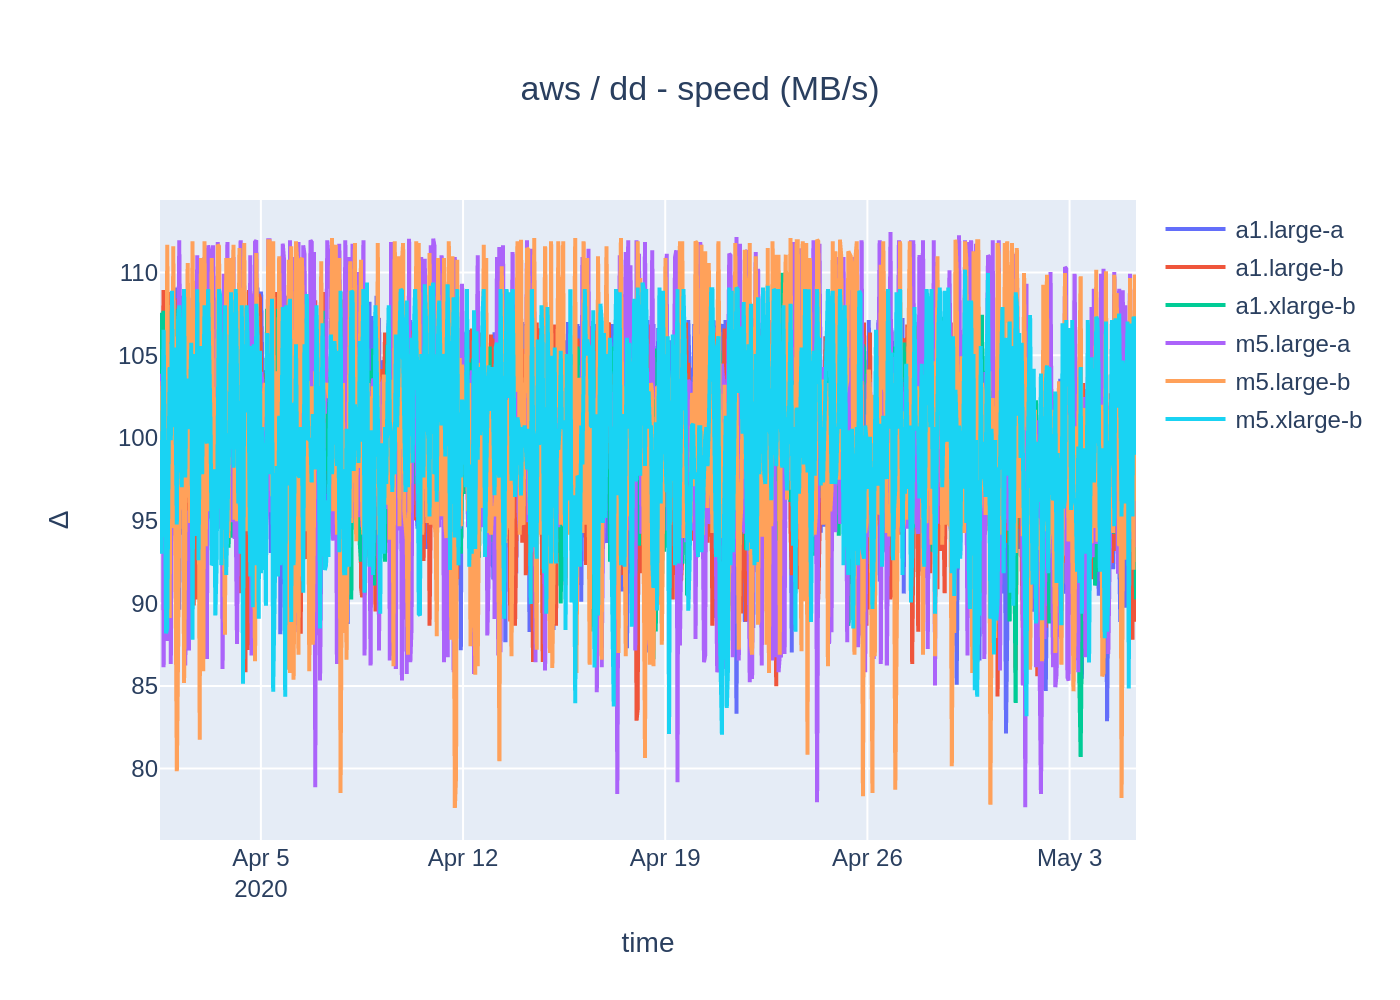 aws / dd - speed (MB/s)
a1.large-a
a1.large-b
a1.xlarge-b
m5.large-a
m5.large-b
m5.xlarge-b
110
105
100
95
90
85
80
Δ
Apr 5
2020
Apr 12
Apr 19
Apr 26
May 3
time